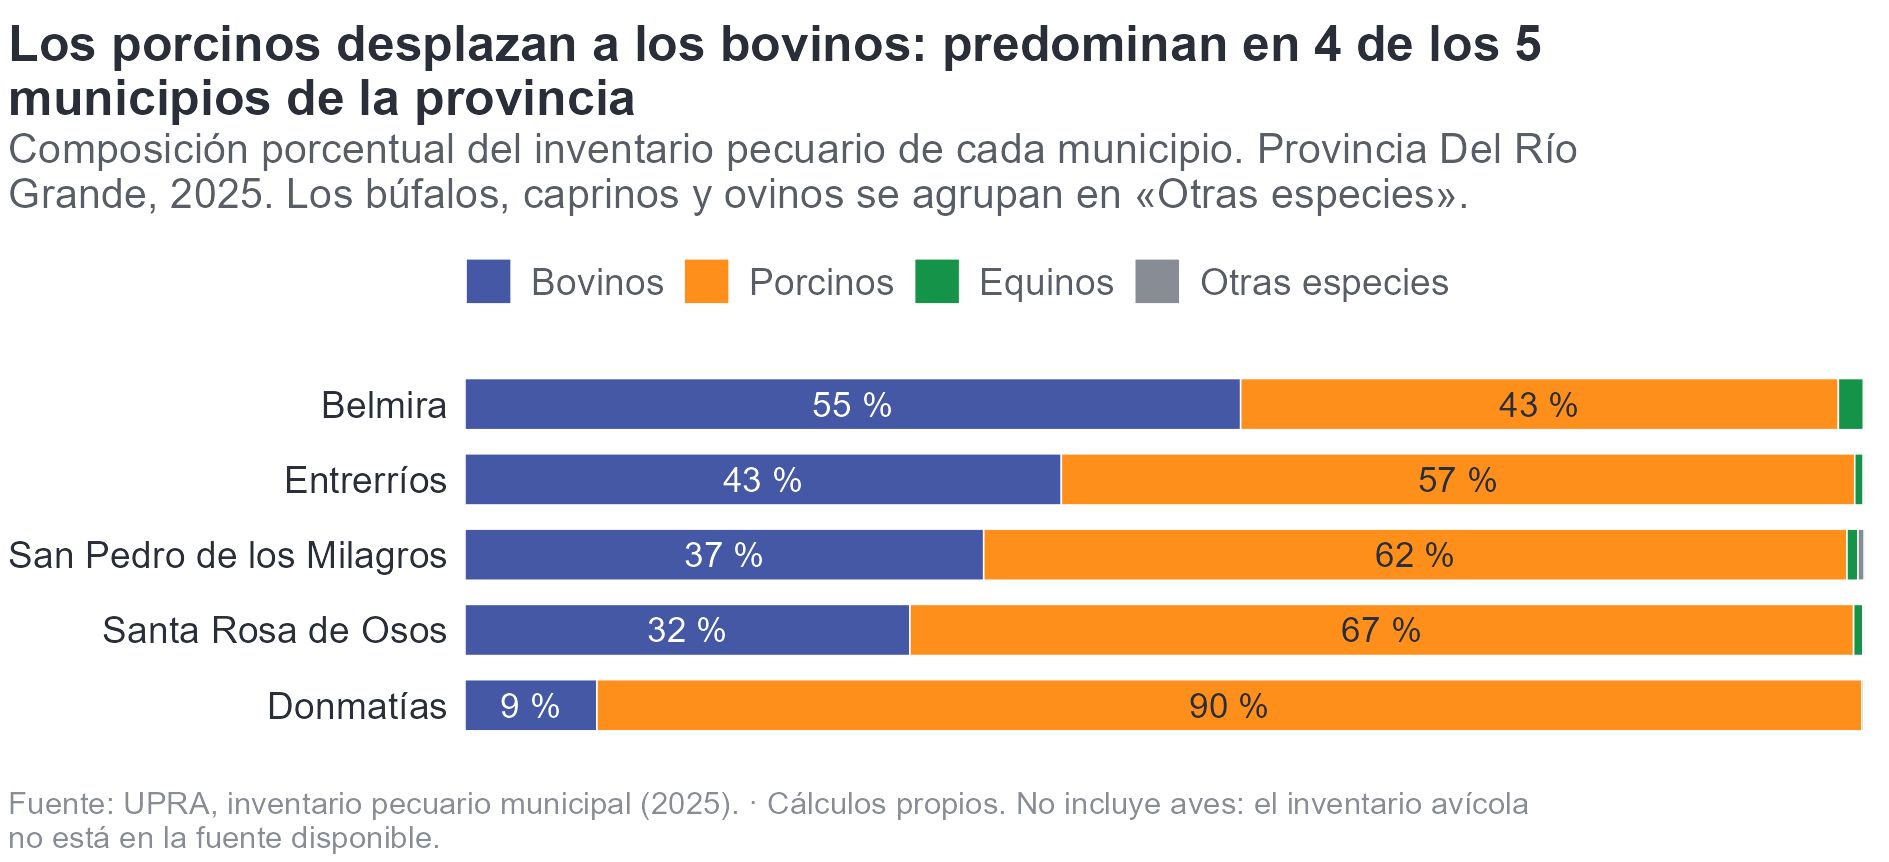 Los porcinos desplazan a los bovinos: predominan en 4 de los 5
municipios de la provincia
Composición porcentual del inventario pecuario de cada municipio. Provincia Del Río
Grande, 2025. Los búfalos, caprinos y ovinos se agrupan en «Otras especies».
Bovinos Porcinos Equinos Otras especies
Belmira 55 % 43 %
Entrerríos 43 % 57 %
San Pedro de los Milagros 37 % 62 %
Santa Rosa de Osos 32 % 67 %
Donmatías 9 % 90 %
Fuente: UPRA, inventario pecuario municipal (2025). · Cálculos propios. No incluye aves: el inventario avícola
no está en la fuente disponible.